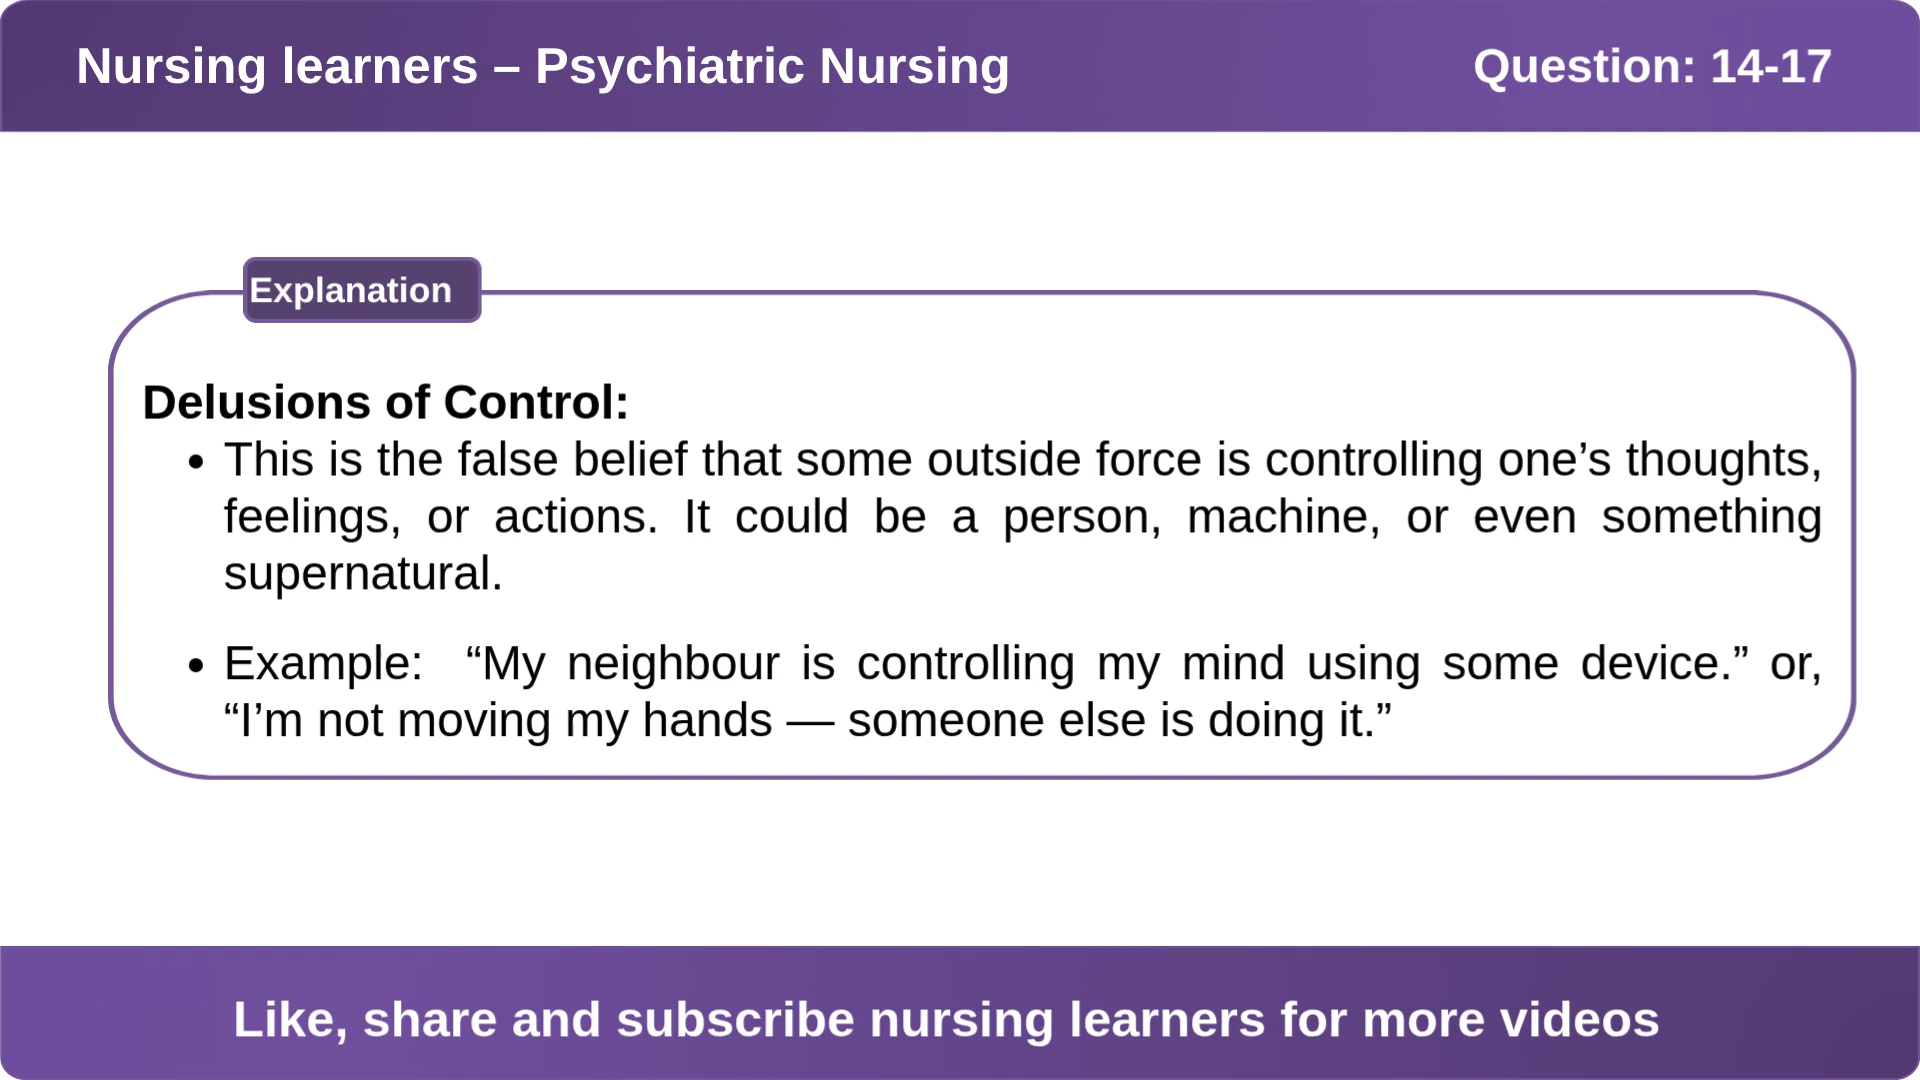 Nursing learners – Psychiatric Nursing
Question: 14-17
Explanation
Delusions of Control:
• This is the false belief that some outside force is controlling one’s thoughts,
feelings, or actions. It could be a person, machine, or even something
supernatural.
• Example: “My neighbour is controlling my mind using some device.” or,
“I’m not moving my hands — someone else is doing it.”
Like, share and subscribe nursing learners for more videos